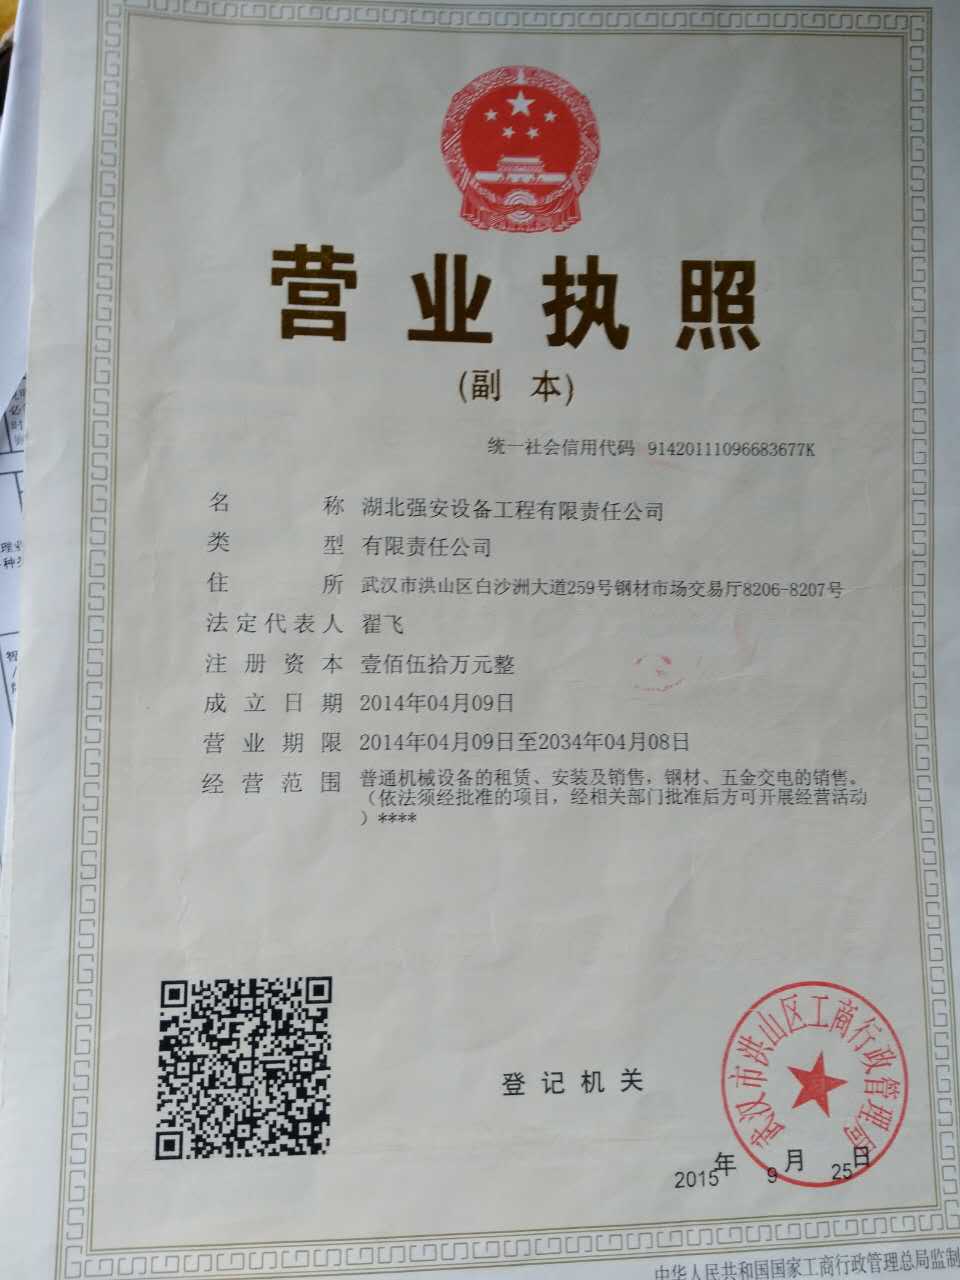 营业执照
(副 本)
统一社会信用代码 91420111096683677K
名 称 湖北强安设备工程有限责任公司
类 型 有限责任公司
住 所 武汉市洪山区白沙洲大道259号钢材市场交易厅8206-8207号
法定代表人 翟飞
注 册 资 本 壹佰伍拾万元整
成 立 日 期 2014年04月09日
营 业 期 限 2014年04月09日至2034年04月08日
经 营 范 围 普通机械设备的租赁、安装及销售，钢材、五金交电的销售。
（依法须经批准的项目，经相关部门批准后方可开展经营活动
）****
登 记 机 关
武汉市洪山区工商行政管理局
2015年 9月 25日
中华人民共和国国家工商行政管理总局监制